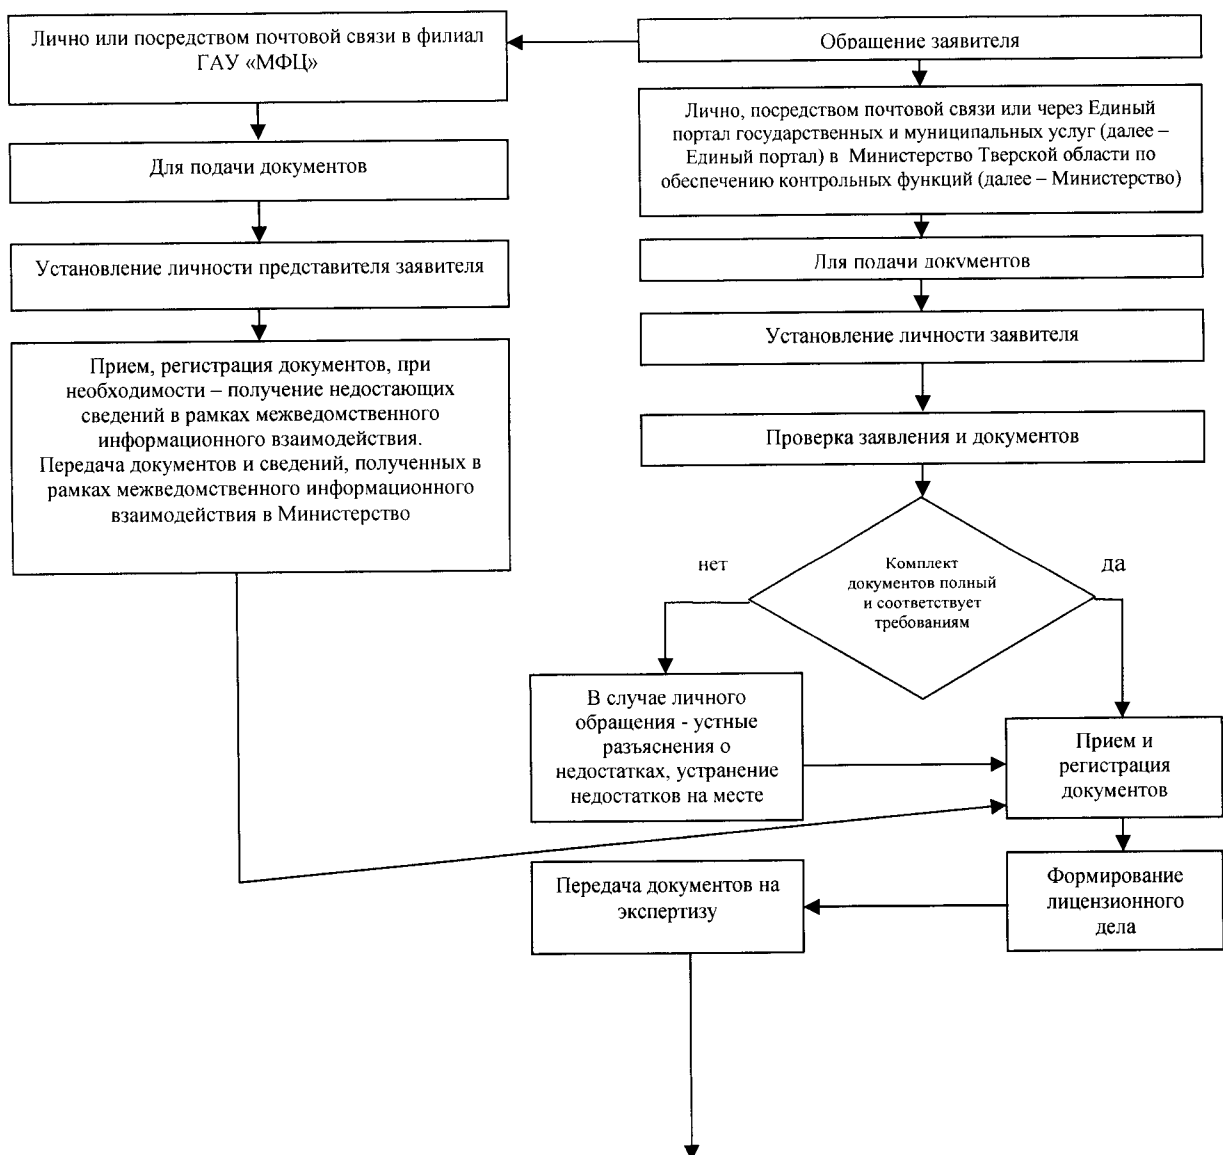 Лично или посредством почтовой связи в филиал
ГАУ «МФЦ»
Обращение заявителя
Лично, посредством почтовой связи или через Единый
портал государственных и муниципальных услуг (далее –
Единый портал) в Министерство Тверской области по
обеспечению контрольных функций (далее – Министерство)
Для подачи документов
Для подачи документов
Установление личности представителя заявителя
Установление личности заявителя
Прием, регистрация документов, при
необходимости – получение недостающих
сведений в рамках межведомственного
информационного взаимодействия.
Передача документов и сведений, полученных в
рамках межведомственного информационного
взаимодействия в Министерство
Проверка заявления и документов
Комплект
документов полный
и соответствует
требованиям
нет
да
В случае личного
обращения - устные
разъяснения о
недостатках, устранение
недостатков на месте
Прием и
регистрация
документов
Формирование
лицензионного
дела
Передача документов на
экспертизу